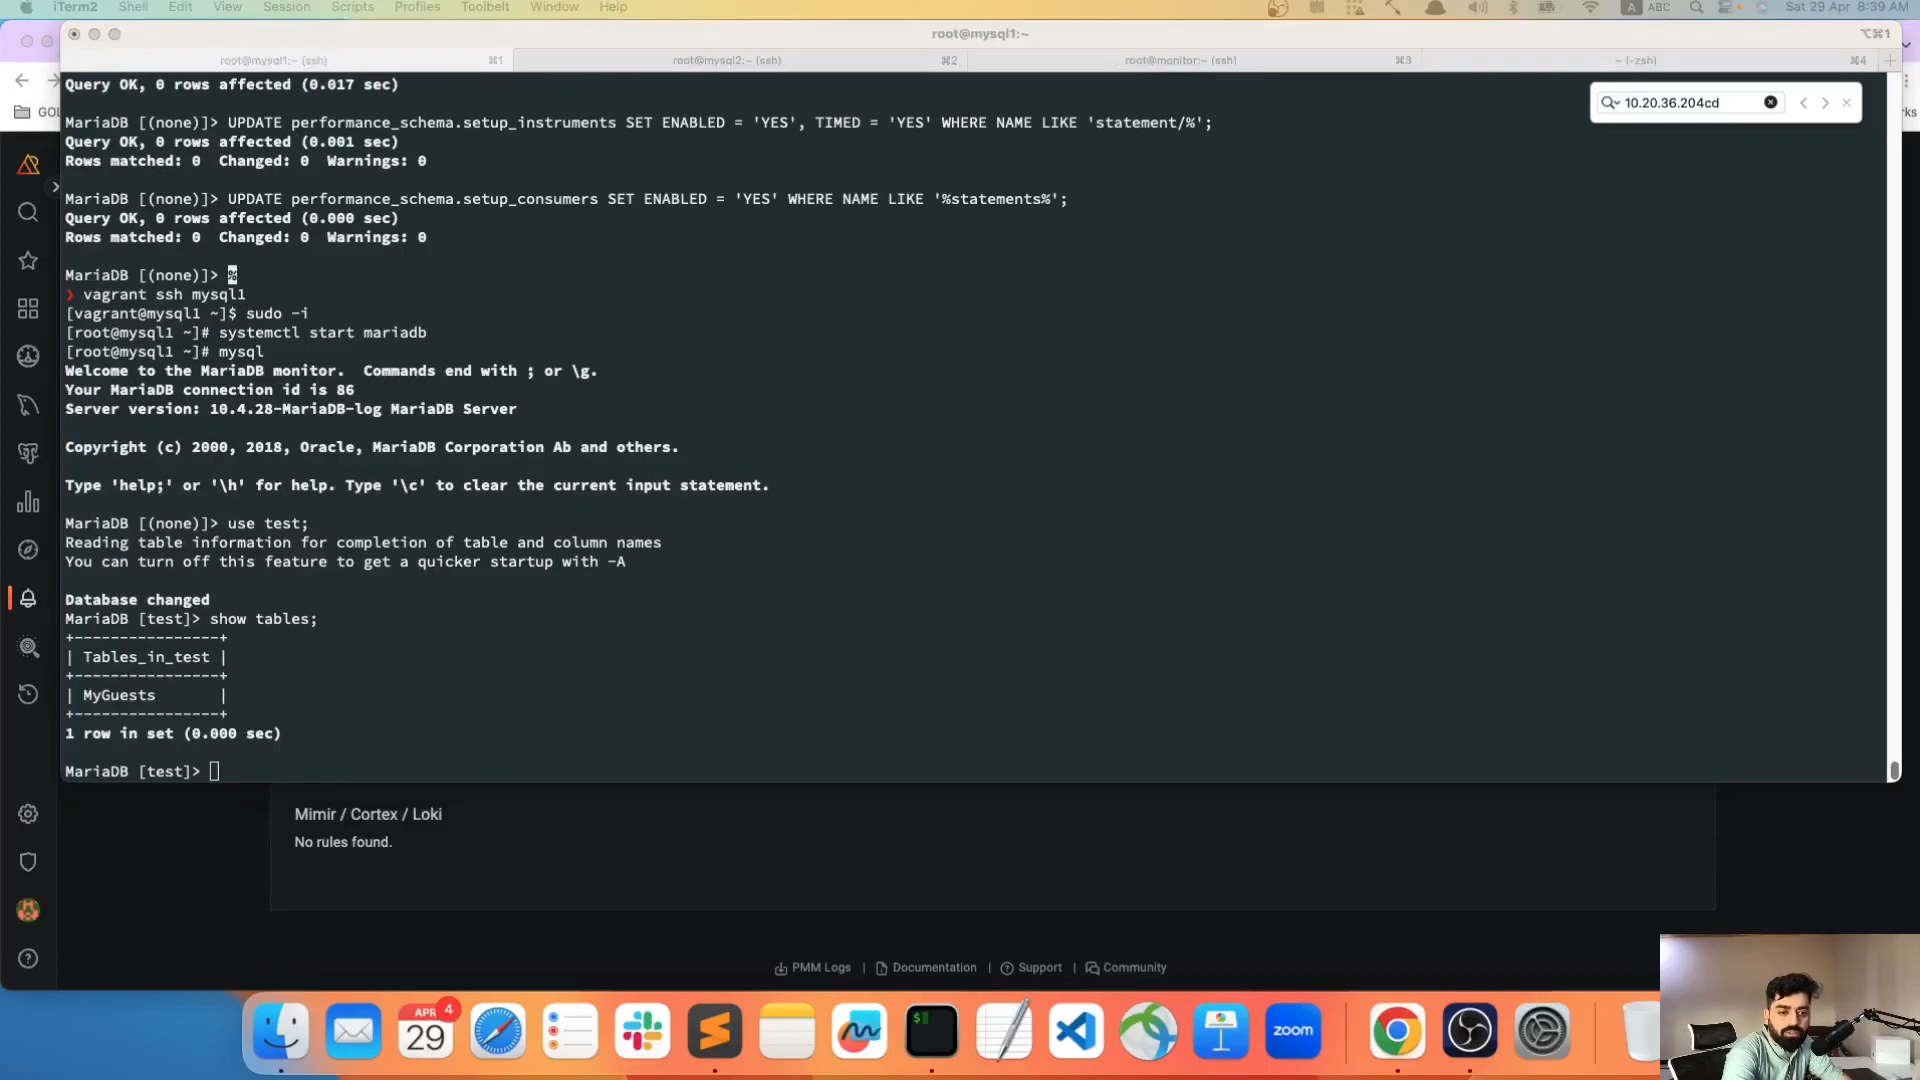 iTerm2 Shell Edit View Session Scripts Profiles Toolbelt Window Help
A ABC Sat 29 Apr 8:39 AM
root@mysql1:~
⌥⌘1
root@mysql1:~ (ssh) ⌘1 root@mysql2:~ (ssh) ⌘2 root@monitor:~ (ssh) ⌘3 ~ (-zsh) ⌘4
Query OK, 0 rows affected (0.017 sec)
10.20.36.204cd
MariaDB [(none)]> UPDATE performance_schema.setup_instruments SET ENABLED = 'YES', TIMED = 'YES' WHERE NAME LIKE 'statement/%';
Query OK, 0 rows affected (0.001 sec)
Rows matched: 0  Changed: 0  Warnings: 0
MariaDB [(none)]> UPDATE performance_schema.setup_consumers SET ENABLED = 'YES' WHERE NAME LIKE '%statements%';
Query OK, 0 rows affected (0.000 sec)
Rows matched: 0  Changed: 0  Warnings: 0
MariaDB [(none)]> %
❯ vagrant ssh mysql1
[vagrant@mysql1 ~]$ sudo -i
[root@mysql1 ~]# systemctl start mariadb
[root@mysql1 ~]# mysql
Welcome to the MariaDB monitor.  Commands end with ; or \g.
Your MariaDB connection id is 86
Server version: 10.4.28-MariaDB-log MariaDB Server
Copyright (c) 2000, 2018, Oracle, MariaDB Corporation Ab and others.
Type 'help;' or '\h' for help. Type '\c' to clear the current input statement.
MariaDB [(none)]> use test;
Reading table information for completion of table and column names
You can turn off this feature to get a quicker startup with -A
Database changed
MariaDB [test]> show tables;
+----------------+
| Tables_in_test |
+----------------+
| MyGuests       |
+----------------+
1 row in set (0.000 sec)
MariaDB [test]>
Mimir / Cortex / Loki
No rules found.
PMM Logs | Documentation | Support | Community
APR 4
29
$
zoom